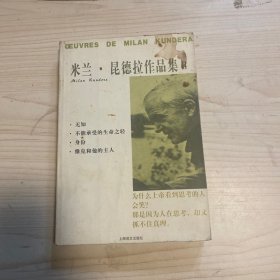 ŒUVRES DE MILAN KUNDERA
米兰·昆德拉作品集
Milan Kundera
·无知
·不能承受的生命之轻
·身份
·雅克和他的主人
为什么上帝看到思考的人
会笑?
那是因为人在思考,却又
抓不住真理。